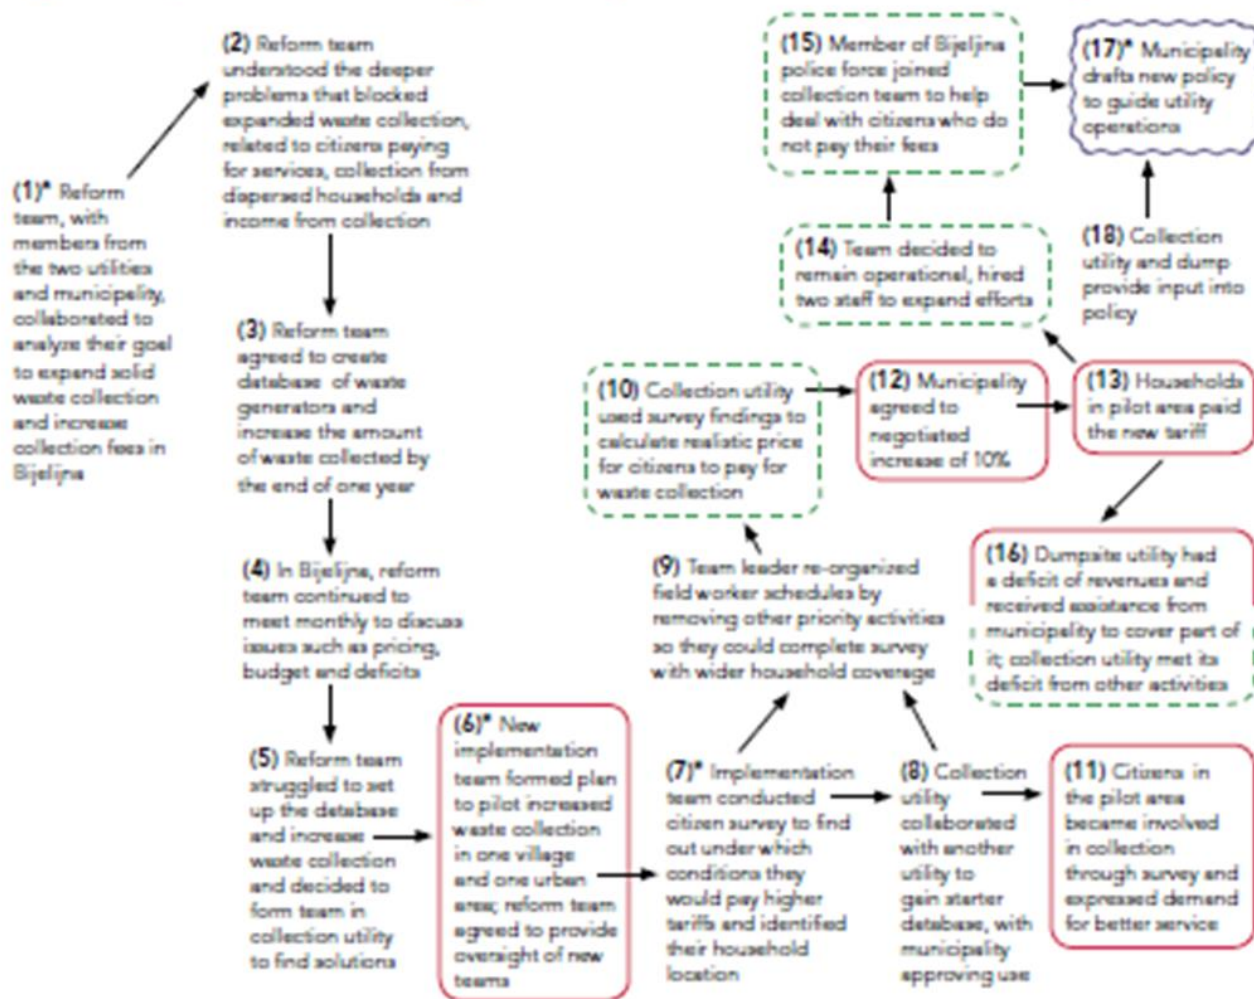 (1)* Reform
team, with
members from
the two utilities
and municipality,
collaborated to
analyze their goal
to expand solid
waste collection
and increase
collection fees in
Bijelijna
(2) Reform team
understood the deeper
problems that blocked
expanded waste collection,
related to citizens paying
for services, collection from
dispersed households and
income from collection
(3) Reform team
agreed to create
database of waste
generators and
increase the amount
of waste collected by
the end of one year
(4) In Bijelijna, reform
team continued to
meet monthly to discuss
issues such as pricing,
budget and deficits
(5) Reform team
struggled to set
up the database
and increase
waste collection
and decided to
form team in
collection utility
to find solutions
(6)* New
implementation
team formed plan
to pilot increased
waste collection
in one village
and one urban
area; reform team
agreed to provide
oversight of new
teams
(7)* Implementation
team conducted
citizen survey to find
out under which
conditions they
would pay higher
tariffs and identified
their household
location
(8) Collection
utility
collaborated
with another
utility to
gain starter
database, with
municipality
approving use
(9) Team leader re-organized
field worker schedules by
removing other priority activities
so they could complete survey
with wider household coverage
(10) Collection utility
used survey findings to
calculate realistic price
for citizens to pay for
waste collection
(11) Citizens in
the pilot area
became involved
in collection
through survey and
expressed demand
for better service
(12) Municipality
agreed to
negotiated
increase of 10%
(13) Households
in pilot area paid
the new tariff
(14) Team decided to
remain operational, hired
two staff to expand efforts
(15) Member of Bijeljina
police force joined
collection team to help
deal with citizens who do
not pay their fees
(16) Dumpsite utility had
a deficit of revenues and
received assistance from
municipality to cover part of
it; collection utility met its
deficit from other activities
(17)* Municipality
drafts new policy
to guide utility
operations
(18) Collection
utility and dump
provide input into
policy